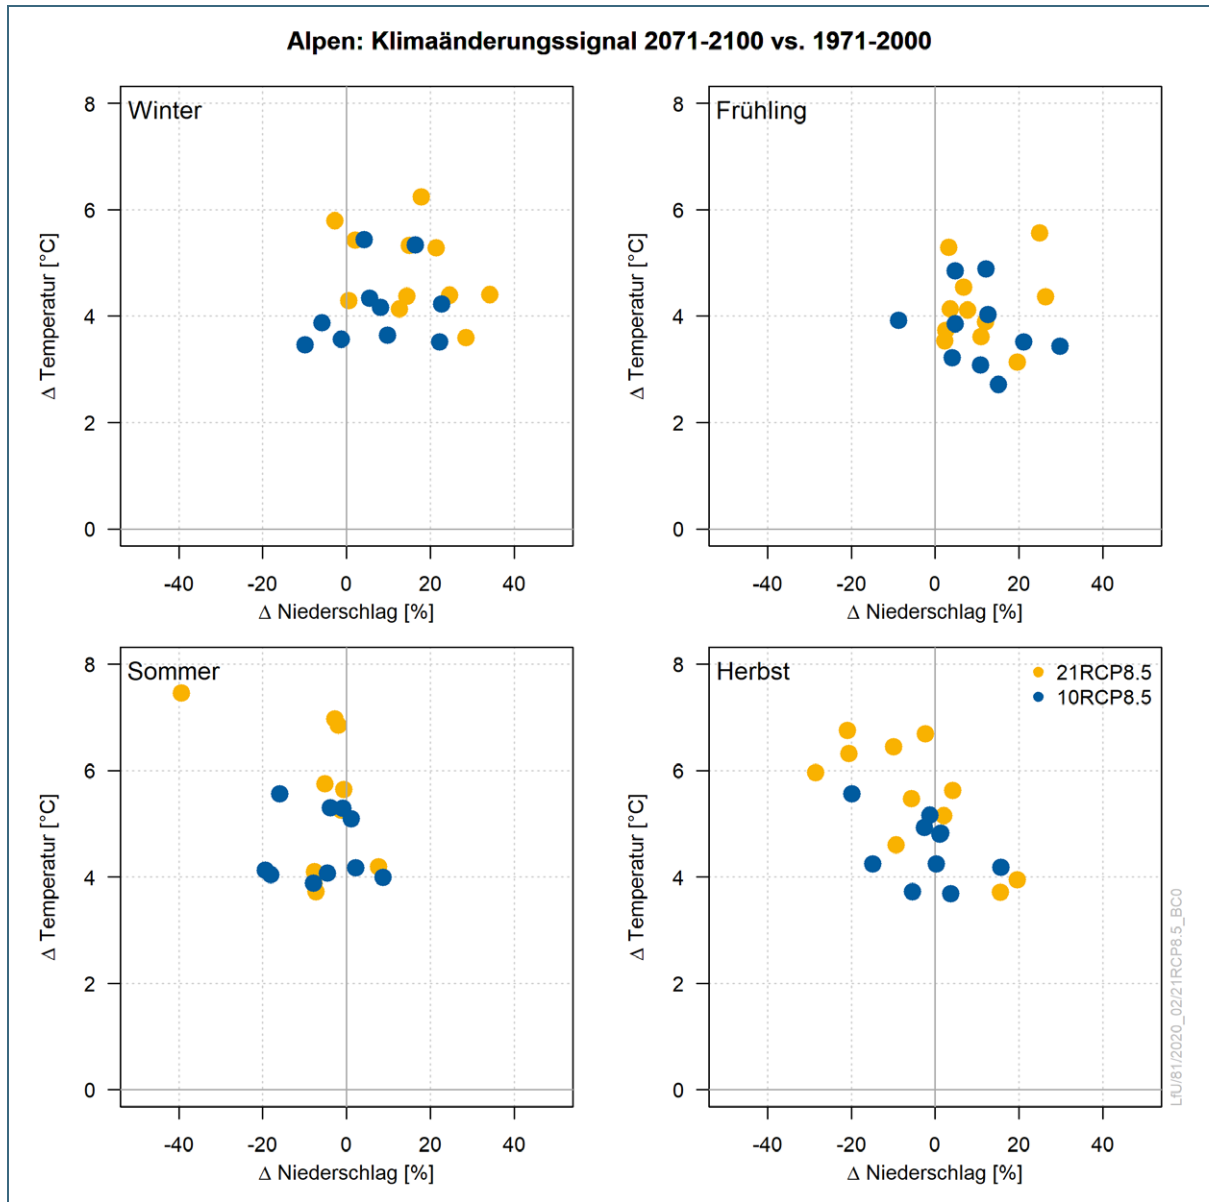 Alpen: Klimaänderungssignal 2071-2100 vs. 1971-2000
Winter
8
6
4
2
0
Δ Temperatur [°C]
-40 -20 0 20 40
Δ Niederschlag [%]
Frühling
8
6
4
2
0
Δ Temperatur [°C]
-40 -20 0 20 40
Δ Niederschlag [%]
Sommer
8
6
4
2
0
Δ Temperatur [°C]
-40 -20 0 20 40
Δ Niederschlag [%]
Herbst
21RCP8.5
10RCP8.5
8
6
4
2
0
Δ Temperatur [°C]
-40 -20 0 20 40
Δ Niederschlag [%]
LfU/81/2020_02/21RCP8.5_BC0